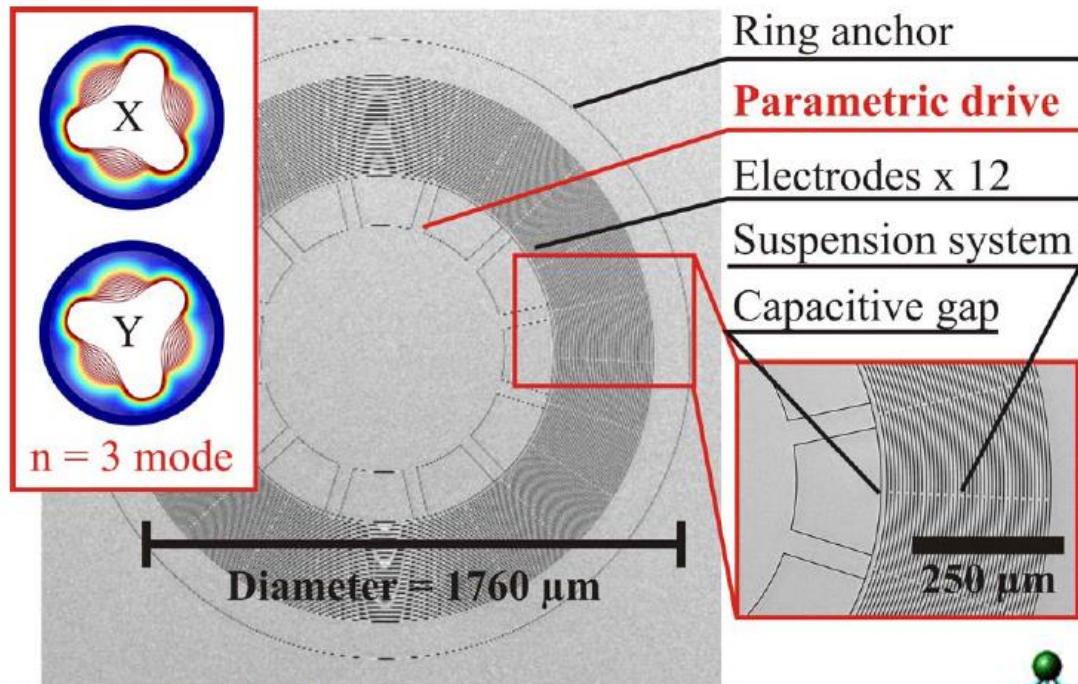 Ring anchor
Parametric drive
Electrodes x 12
Suspension system
Capacitive gap
X
Y
n = 3 mode
Diameter = 1760 µm
250 µm